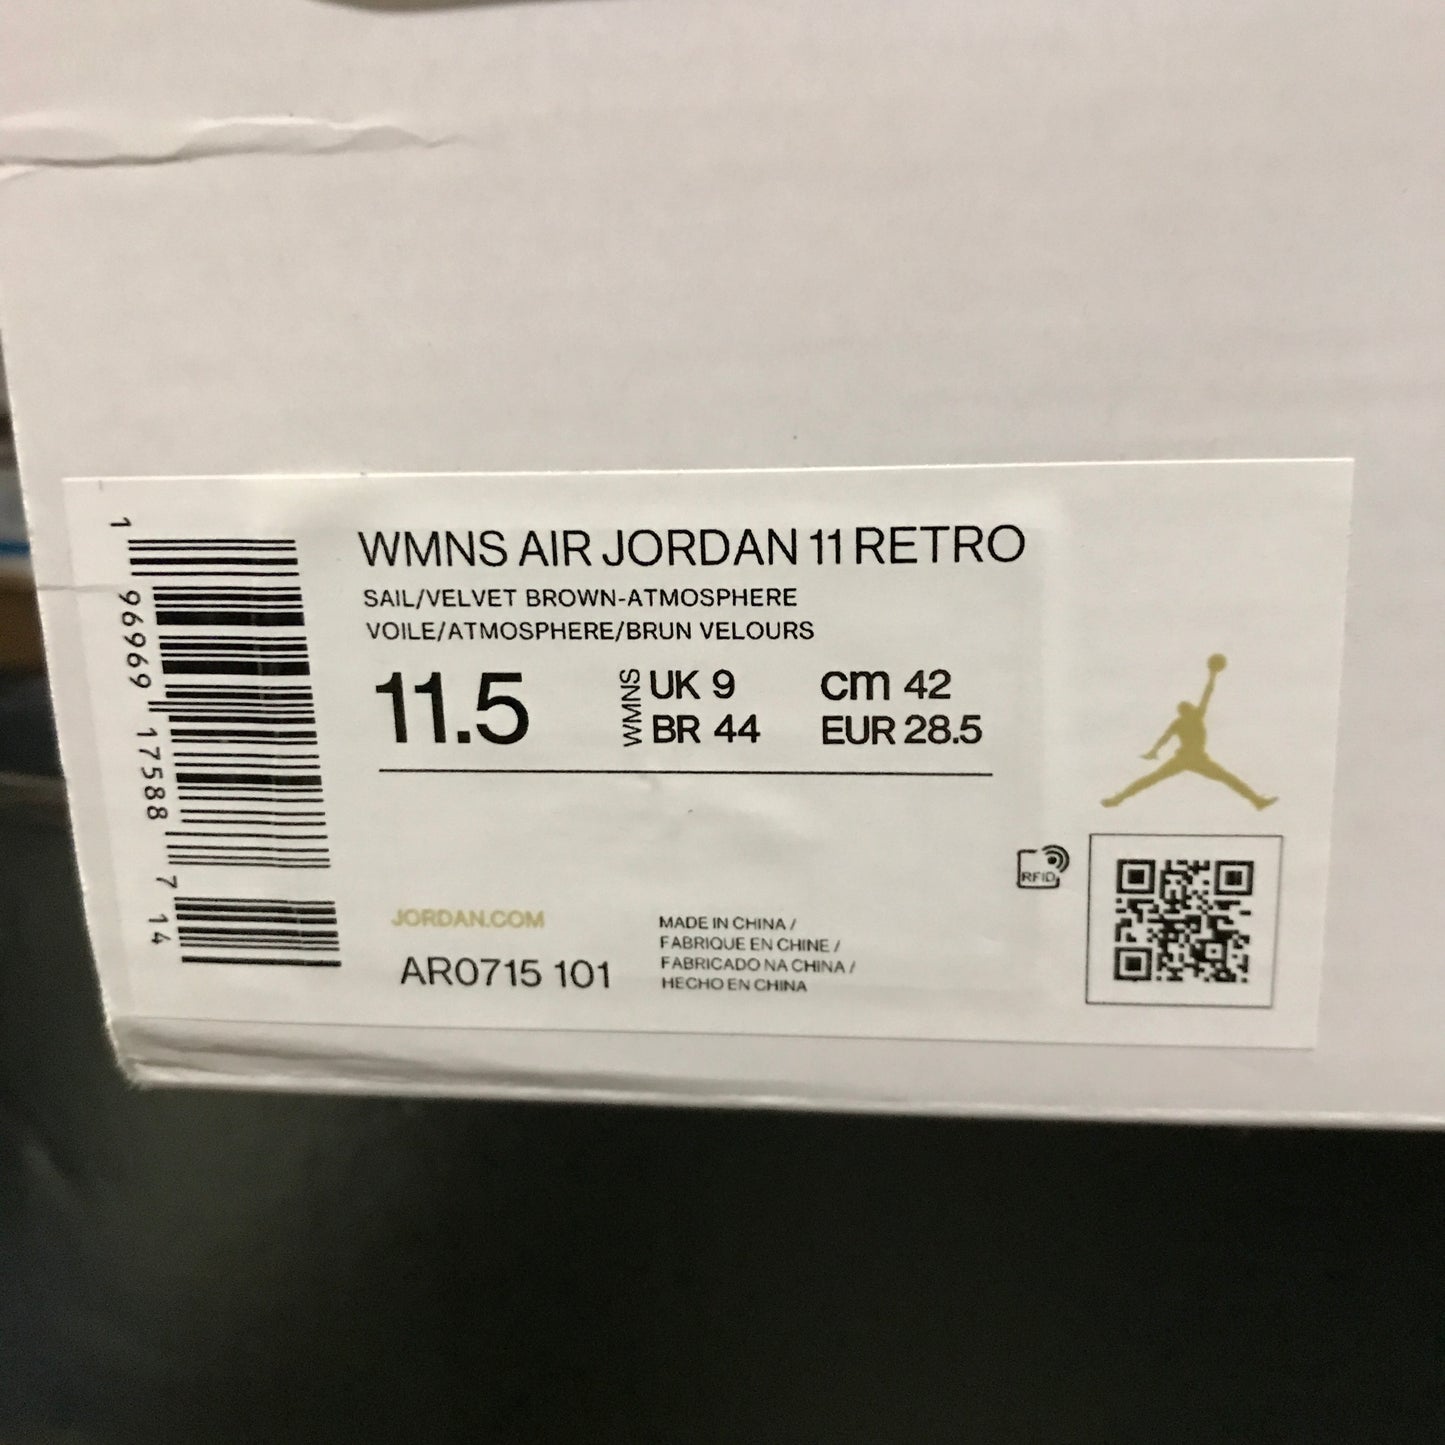 WMNS AIR JORDAN 11 RETRO
SAIL/VELVET BROWN-ATMOSPHERE
VOILE/ATMOSPHERE/BRUN VELOURS
11.5
WMNS
UK 9
cm 42
BR 44
EUR 28.5
JORDAN.COM
AR0715 101
MADE IN CHINA /
FABRIQUE EN CHINE /
FABRICADO NA CHINA /
HECHO EN CHINA
RFID
1 96969 17588 7 14